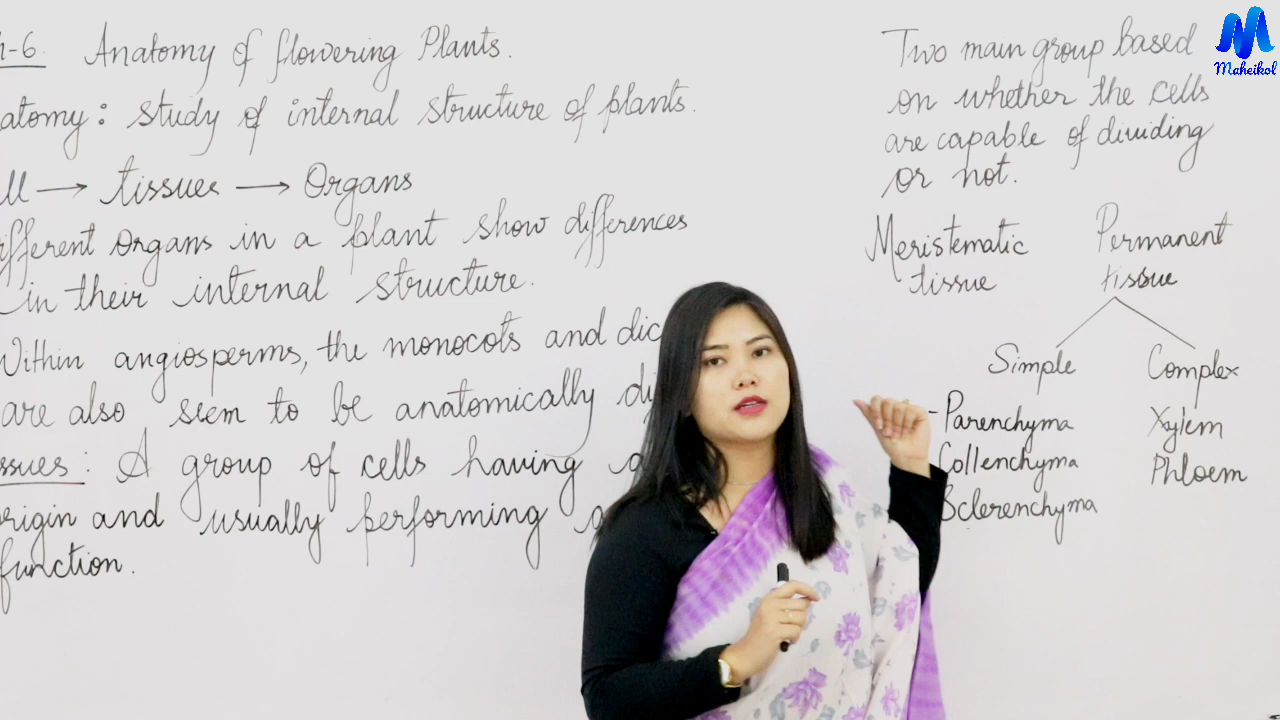 h-6. Anatomy of flowering Plants.
atomy: study of internal structure of plants.
ll → tissues → Organs
ifferent organs in a plant show differences
in their internal structure.
Within angiosperms, the monocots and dic
are also seem to be anatomically di
ssues: A group of cells having a
rigin and usually performing a
function.
Two main group based
on whether the cells
are capable of dividing
or not.
Meristematic Permanent
tissue tissue
Simple Complex
- Parenchyma Xylem
Collenchyma Phloem
Sclerenchyma
Maheikol